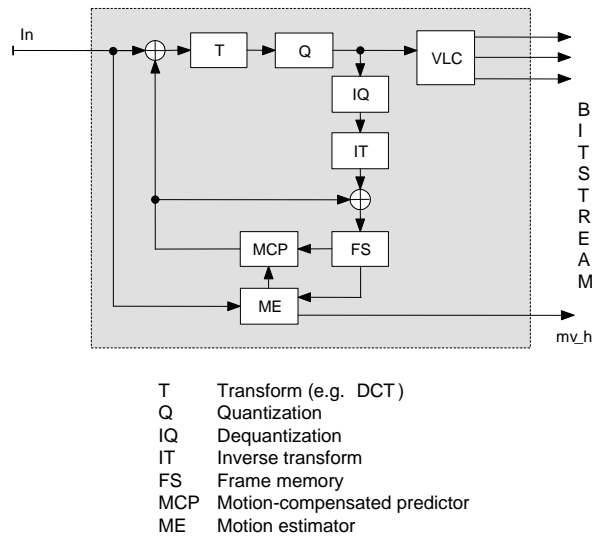 In
T
Q
VLC
IQ
IT
MCP
FS
ME
BITSTREAM
mv_h
T Transform (e.g. DCT)
Q Quantization
IQ Dequantization
IT Inverse transform
FS Frame memory
MCP Motion-compensated predictor
ME Motion estimator